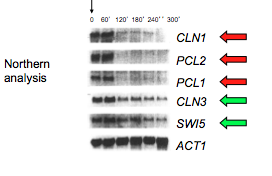 0 60' 120' 180' 240'' 300'
CLN1
PCL2
Northern
analysis
PCL1
CLN3
SWI5
ACT1